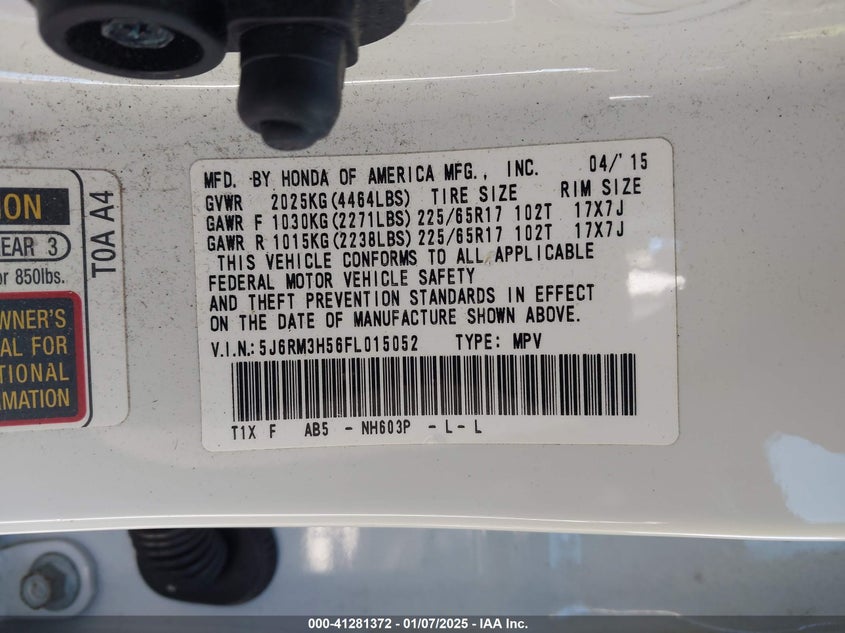 MFD. BY HONDA OF AMERICA MFG., INC. 04/'15
GVWR 2025KG(4464LBS) TIRE SIZE RIM SIZE
GAWR F 1030KG(2271LBS) 225/65R17 102T 17X7J
GAWR R 1015KG(2238LBS) 225/65R17 102T 17X7J
THIS VEHICLE CONFORMS TO ALL APPLICABLE
FEDERAL MOTOR VEHICLE SAFETY
AND THEFT PREVENTION STANDARDS IN EFFECT
ON THE DATE OF MANUFACTURE SHOWN ABOVE.
V.I.N.: 5J6RM3H56FL015052 TYPE: MPV
T1X F AB5 - NH603P - L - L
ION
EAR 3
or 850lbs.
WNER'S
AL FOR
TIONAL
MATION
T0A A4
000-41281372 — 01/07/2025 — IAA Inc.